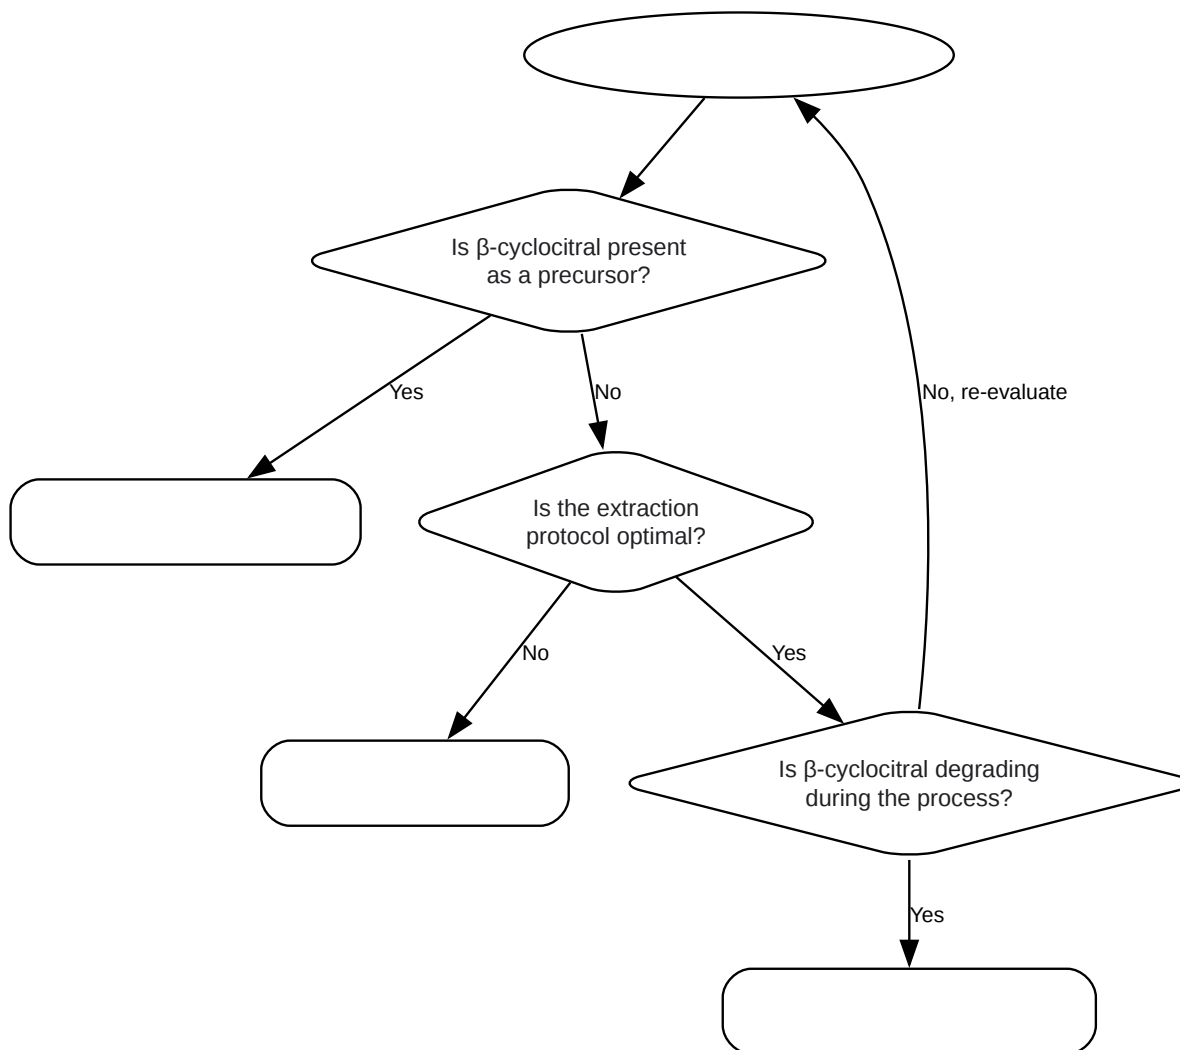 Is β-cyclocitral present
as a precursor?
Yes
No
No, re-evaluate
Is the extraction
protocol optimal?
No
Yes
Is β-cyclocitral degrading
during the process?
Yes